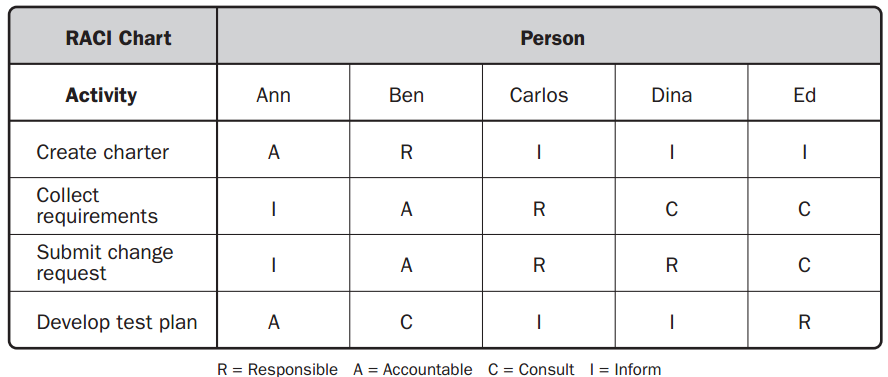 RACI Chart Person
Activity Ann Ben Carlos Dina Ed
Create charter A R I I I
Collect
requirements I A R C C
Submit change
request I A R R C
Develop test plan A C I I R
R = Responsible A = Accountable C = Consult I = Inform